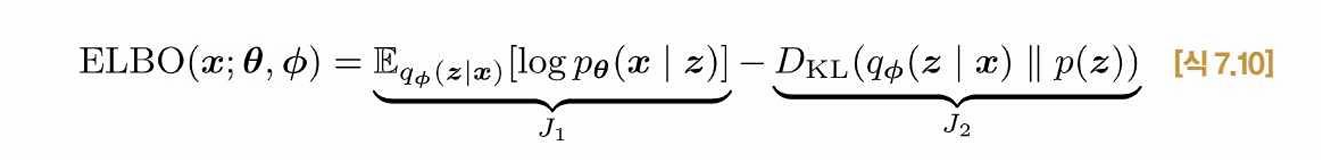 ELBO(x; θ, ϕ) = 𝔼_{q_ϕ(z|x)}[log p_θ(x | z)] − D_KL(q_ϕ(z | x) ∥ p(z)) [식 7.10]
J₁ J₂